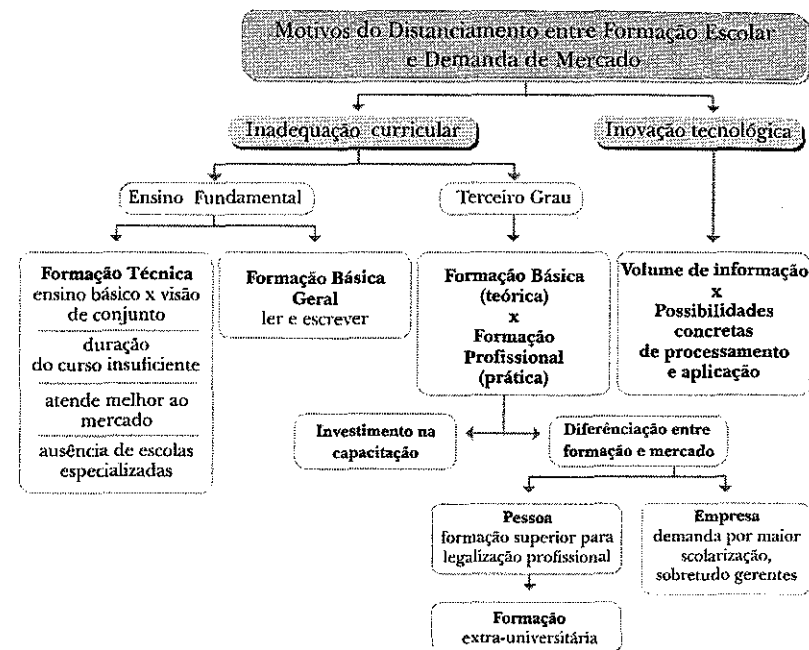 Motivos do Distanciamento entre Formação Escolar
e Demanda de Mercado
Inadequação curricular
Inovação tecnológica
Ensino Fundamental
Terceiro Grau
Formação Técnica
ensino básico x visão
de conjunto
duração
do curso insuficiente
atende melhor ao
mercado
ausência de escolas
especializadas
Formação Básica
Geral
ler e escrever
Formação Básica
(teórica)
x
Formação
Profissional
(prática)
Volume de informação
x
Possibilidades
concretas
de processamento
e aplicação
Investimento na
capacitação
Diferênciação entre
formação e mercado
Pessoa
formação superior para
legalização profissional
Empresa
demanda por maior
scolarização,
sobretudo gerentes
Formação
extra-universitária